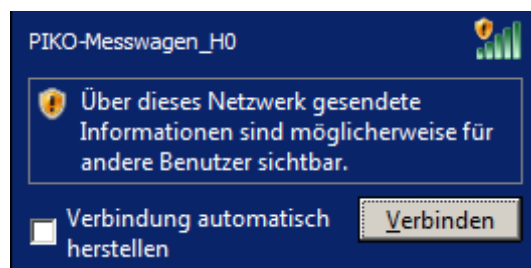 PIKO-Messwagen_H0
Über dieses Netzwerk gesendete
Informationen sind möglicherweise für
andere Benutzer sichtbar.
Verbindung automatisch
herstellen
Verbinden